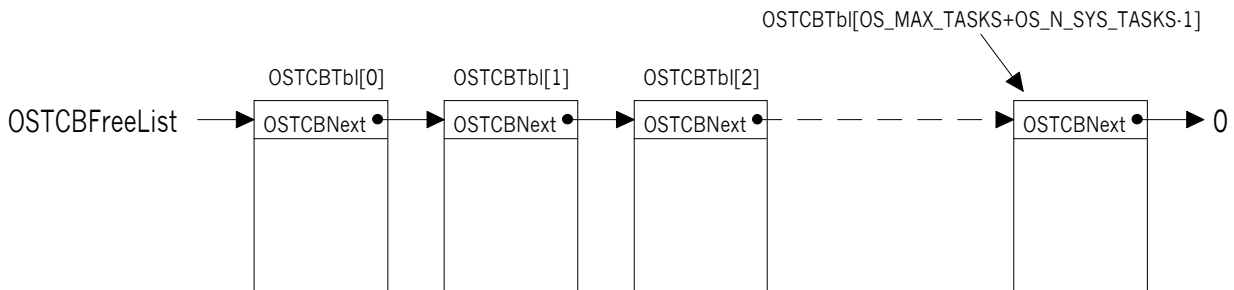 OSTCBTbl[OS_MAX_TASKS+OS_N_SYS_TASKS-1]
OSTCBTbl[0] OSTCBTbl[1] OSTCBTbl[2]
OSTCBFreeList OSTCBNext OSTCBNext OSTCBNext OSTCBNext 0